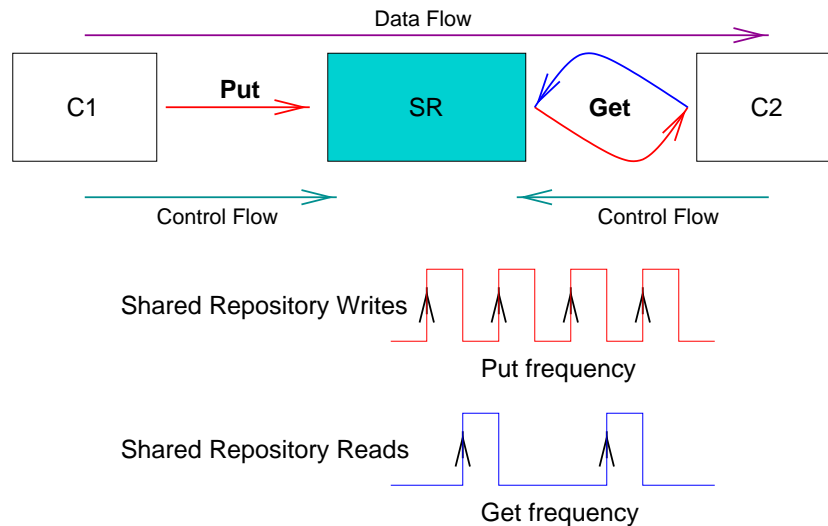 Data Flow
C1
Put
SR
Get
C2
Control Flow
Control Flow
Shared Repository Writes
Put frequency
Shared Repository Reads
Get frequency